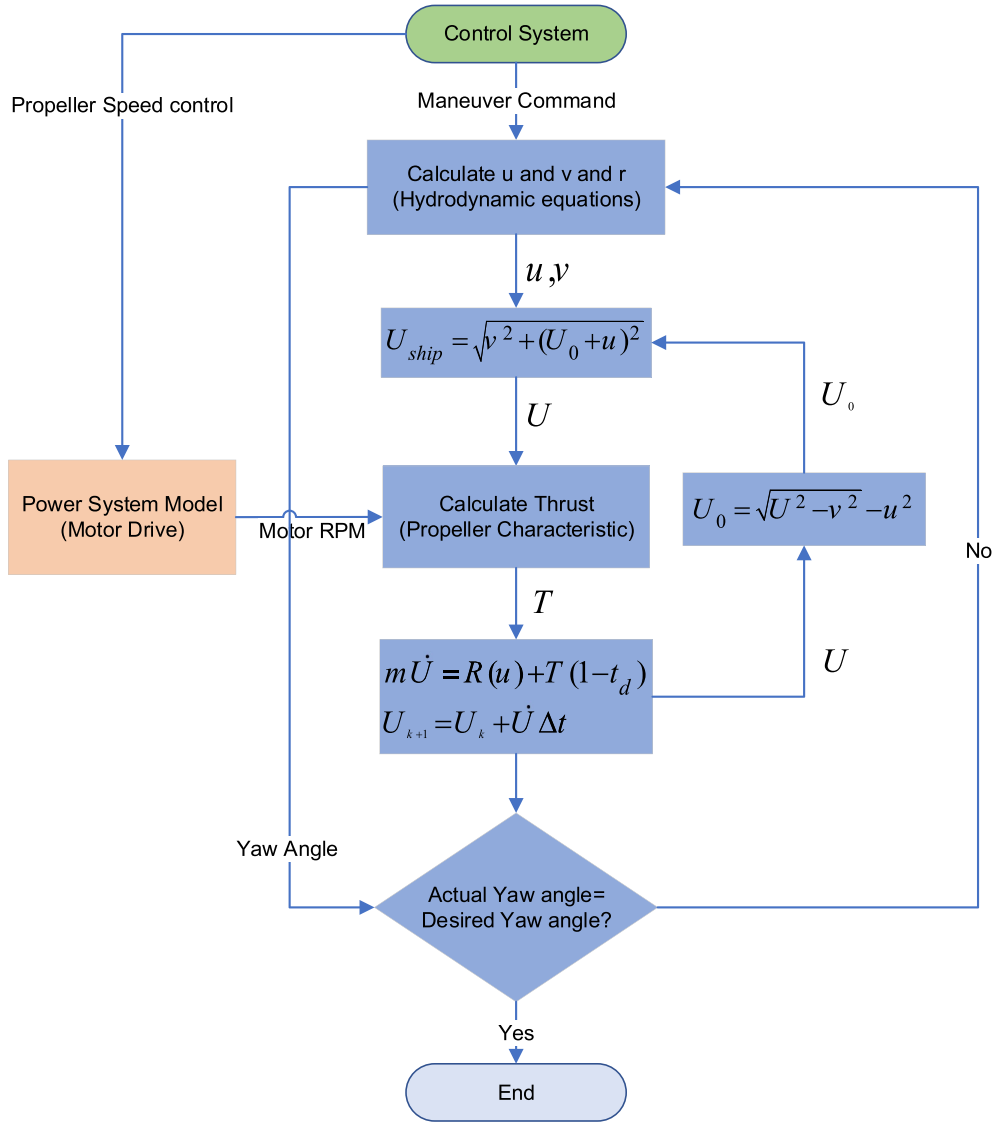 Control System
Propeller Speed control
Maneuver Command
Calculate u and v and r
(Hydrodynamic equations)
u,v
U_ship = √(v² + (U₀ + u)²)
U₀
U
Power System Model
(Motor Drive)
Motor RPM
Calculate Thrust
(Propeller Characteristic)
U₀ = √(U² − v²) − u²
No
T
mU̇ = R(u) + T(1 − t_d)
U_{k+1} = U_k + U̇Δt
U
Yaw Angle
Actual Yaw angle=
Desired Yaw angle?
Yes
End